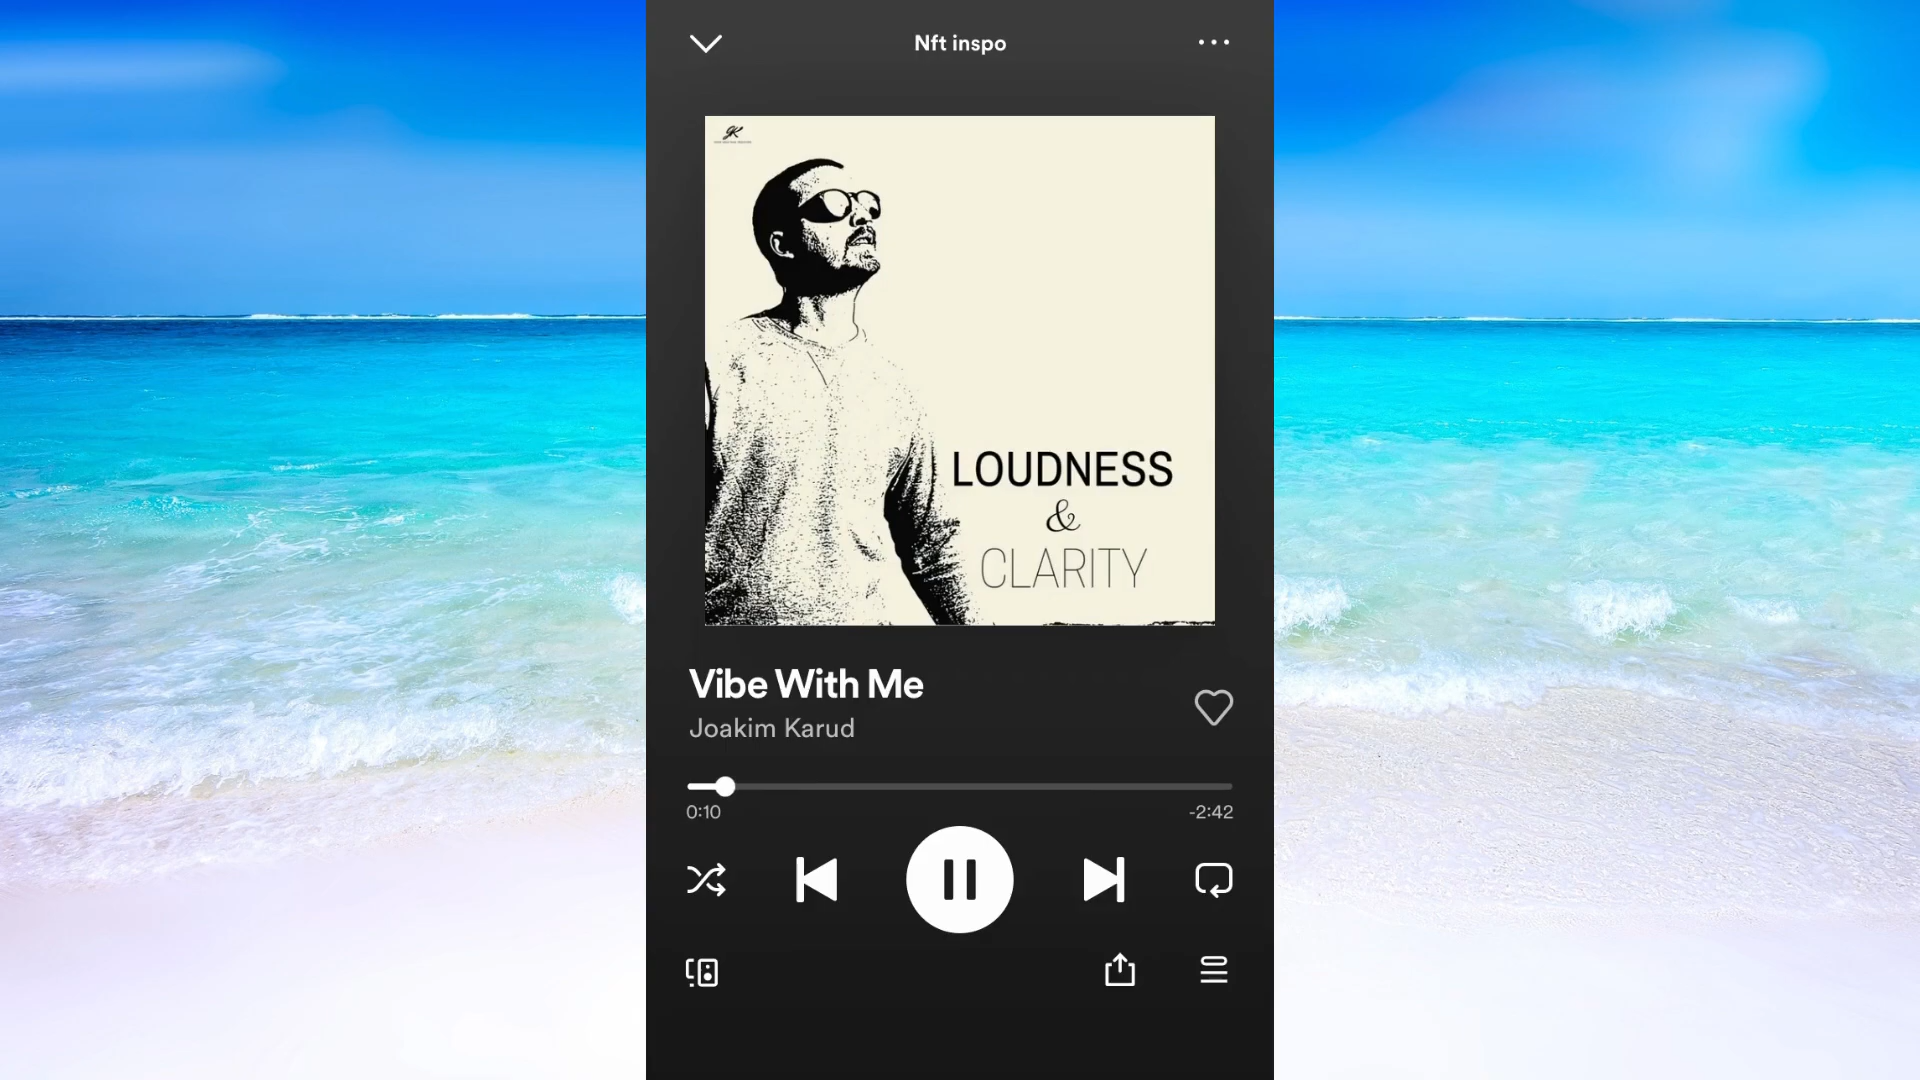 Nft inspo
LOUDNESS
&
CLARITY
Vibe With Me
Joakim Karud
0:10
-2:42